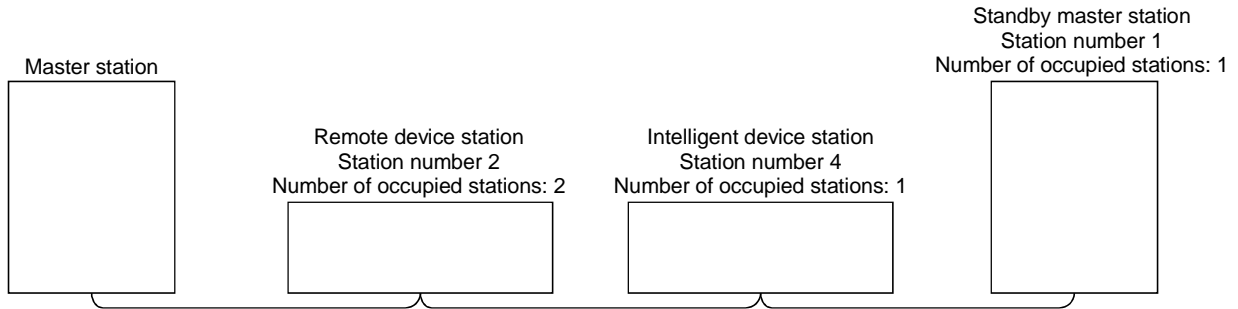 Standby master station
Station number 1
Number of occupied stations: 1
Master station
Remote device station
Station number 2
Number of occupied stations: 2
Intelligent device station
Station number 4
Number of occupied stations: 1